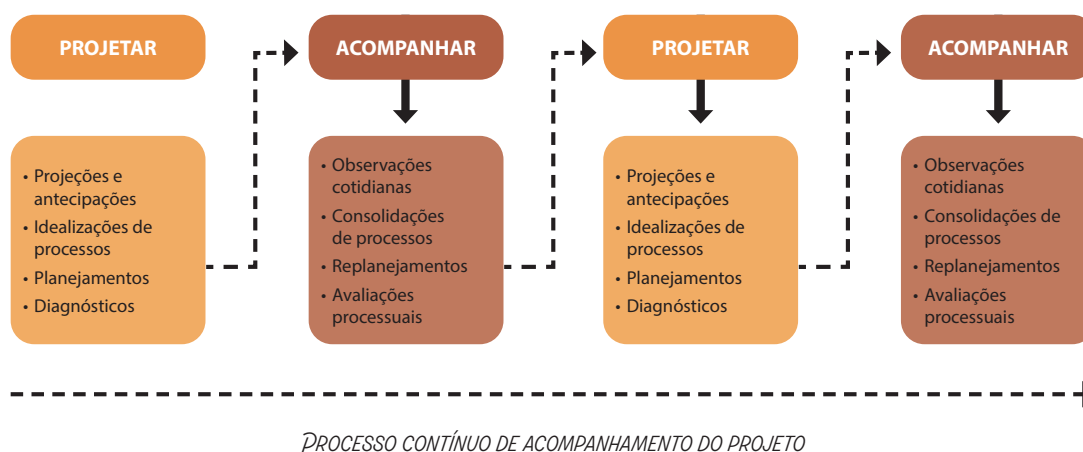 PROJETAR
ACOMPANHAR
PROJETAR
ACOMPANHAR
• Projeções e
antecipações
• Idealizações de
processos
• Planejamentos
• Diagnósticos
• Observações
cotidianas
• Consolidações
de processos
• Replanejamentos
• Avaliações
processuais
• Projeções e
antecipações
• Idealizações de
processos
• Planejamentos
• Diagnósticos
• Observações
cotidianas
• Consolidações de
processos
• Replanejamentos
• Avaliações
processuais
PROCESSO CONTÍNUO DE ACOMPANHAMENTO DO PROJETO